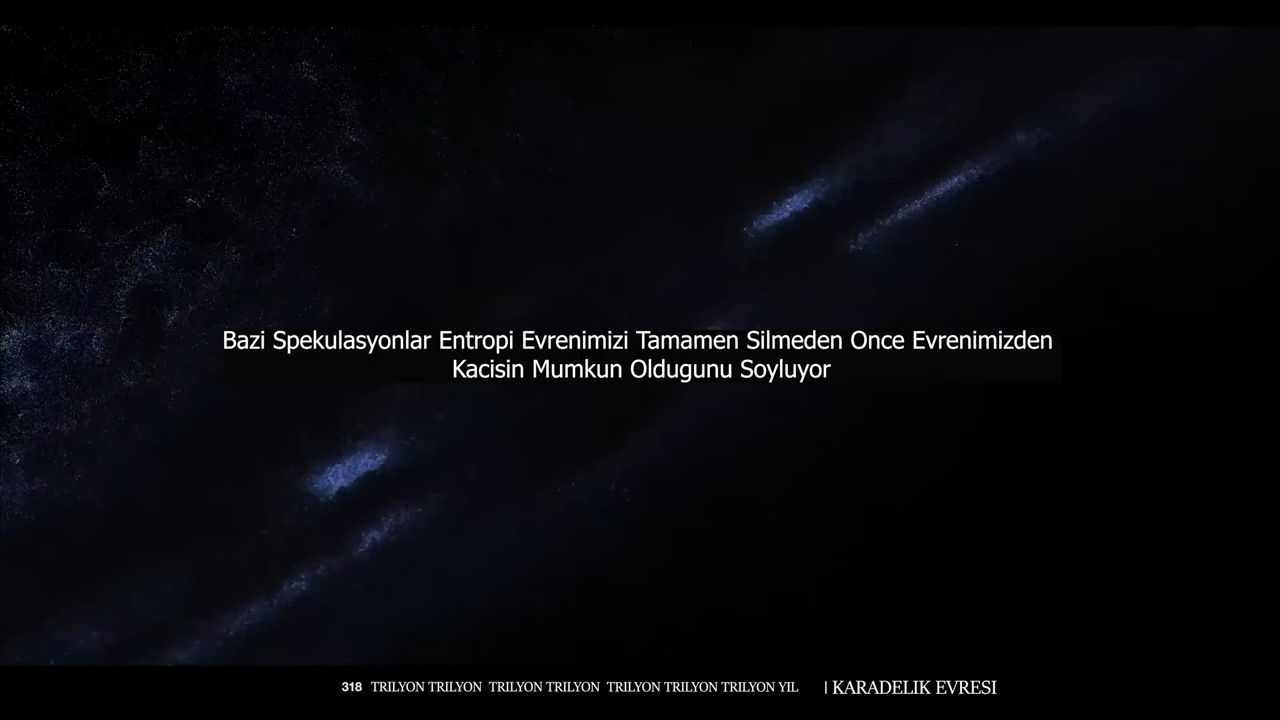 Bazi Spekulasyonlar Entropi Evrenimizi Tamamen Silmeden Once Evrenimizden
Kacisin Mumkun Oldugunu Soyluyor
318 TRILYON TRILYON TRILYON TRILYON TRILYON TRILYON TRILYON YIL | KARADELIK EVRESI